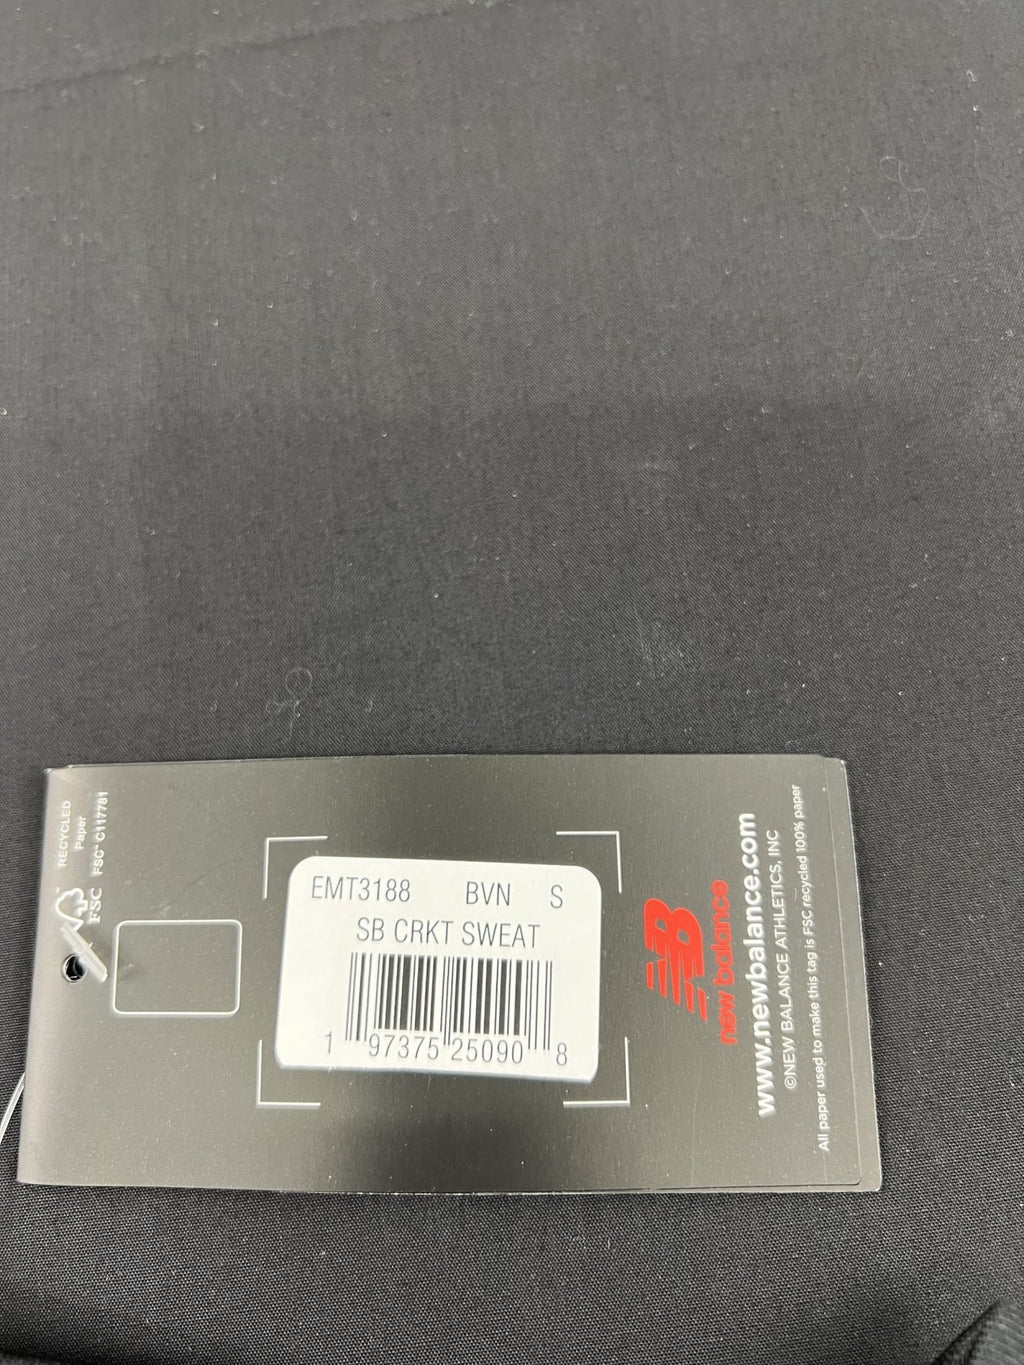 RECYCLED
Paper
FSC™ C117781
FSC
EMT3188 BVN S
SB CRKT SWEAT
1 97375 25090 8
new balance
www.newbalance.com
©NEW BALANCE ATHLETICS, INC
All paper used to make this tag is FSC recycled 100% paper